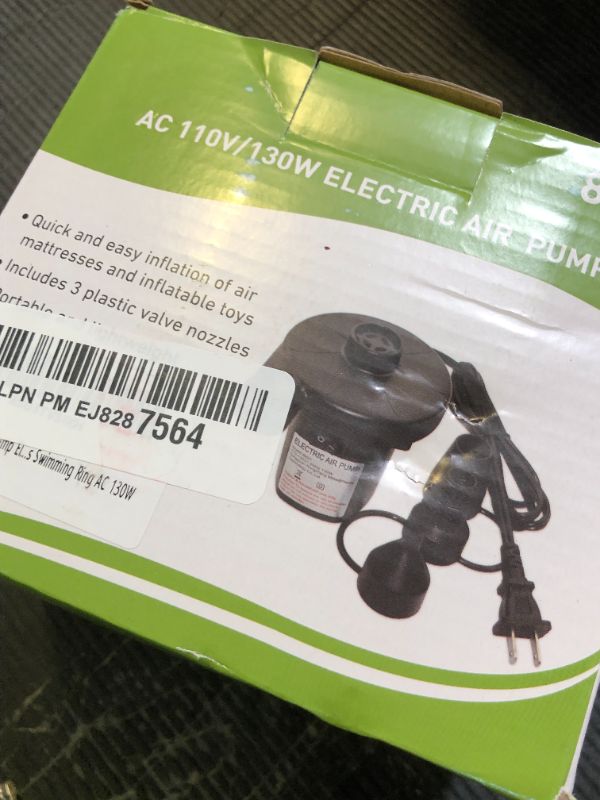 8
AC 110V/130W ELECTRIC AIR PUMP
• Quick and easy inflation of air
mattresses and inflatable toys
• Includes 3 plastic valve nozzles
LPN PM EJ828 7564
Swimming Ring AC 130W
ELECTRIC AIR PUMP